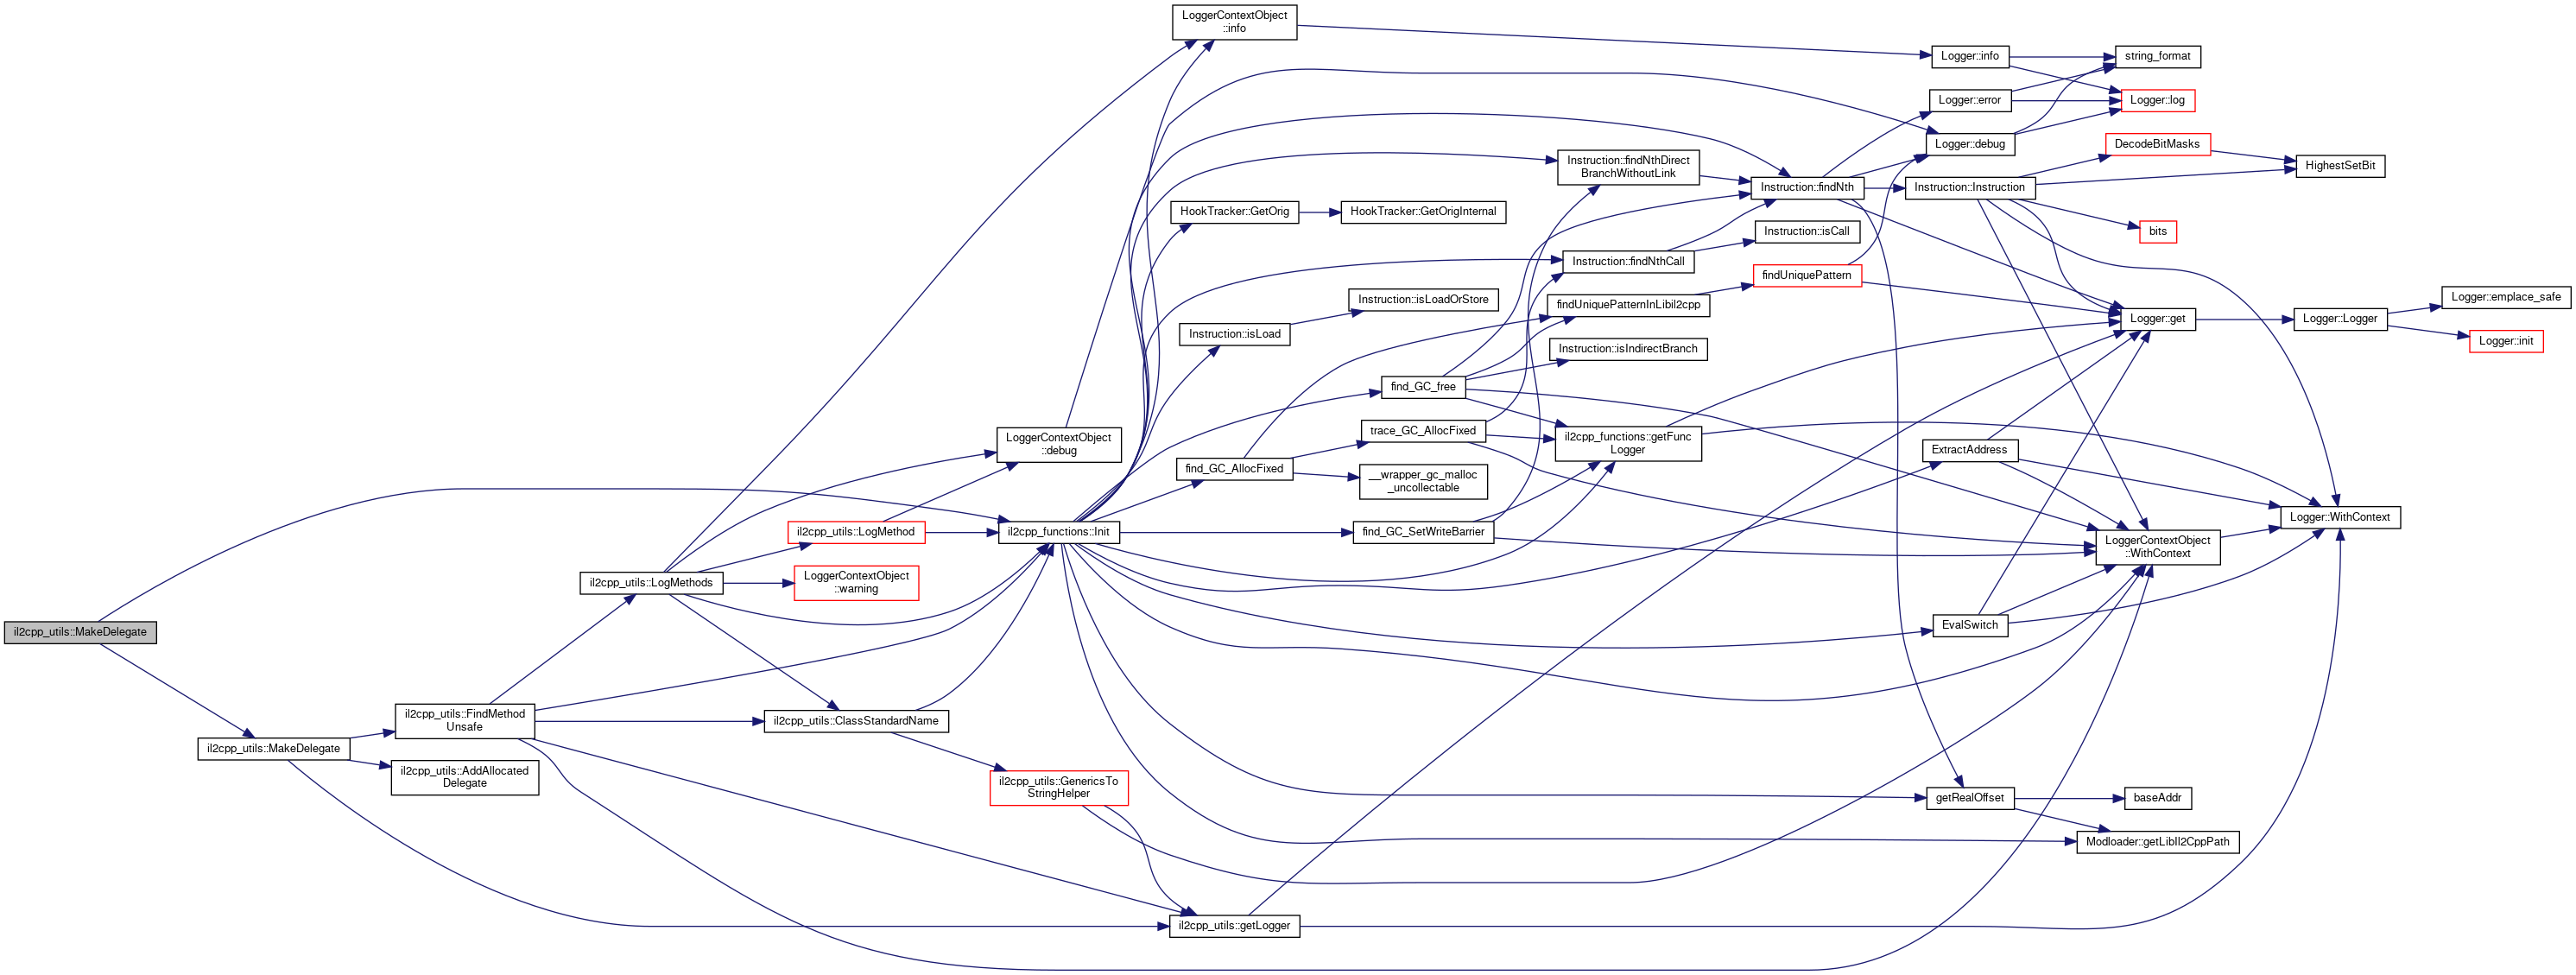 il2cpp_utils::MakeDelegate
il2cpp_utils::MakeDelegate
il2cpp_utils::FindMethod
Unsafe
il2cpp_utils::AddAllocated
Delegate
il2cpp_utils::LogMethods
il2cpp_utils::LogMethod
LoggerContextObject
::warning
il2cpp_utils::ClassStandardName
LoggerContextObject
::debug
il2cpp_functions::Init
il2cpp_utils::GenericsTo
StringHelper
LoggerContextObject
::info
HookTracker::GetOrig
Instruction::isLoad
find_GC_AllocFixed
il2cpp_utils::getLogger
HookTracker::GetOrigInternal
Instruction::isLoadOrStore
find_GC_free
trace_GC_AllocFixed
__wrapper_gc_malloc
_uncollectable
find_GC_SetWriteBarrier
Instruction::findNthDirect
BranchWithoutLink
Instruction::findNthCall
findUniquePatternInLibil2cpp
Instruction::isIndirectBranch
il2cpp_functions::getFunc
Logger
Instruction::findNth
Instruction::isCall
findUniquePattern
Logger::info
Logger::error
Logger::debug
Instruction::Instruction
ExtractAddress
EvalSwitch
getRealOffset
string_format
Logger::log
DecodeBitMasks
bits
Logger::get
LoggerContextObject
::WithContext
baseAddr
Modloader::getLibIl2CppPath
HighestSetBit
Logger::Logger
Logger::WithContext
Logger::emplace_safe
Logger::init